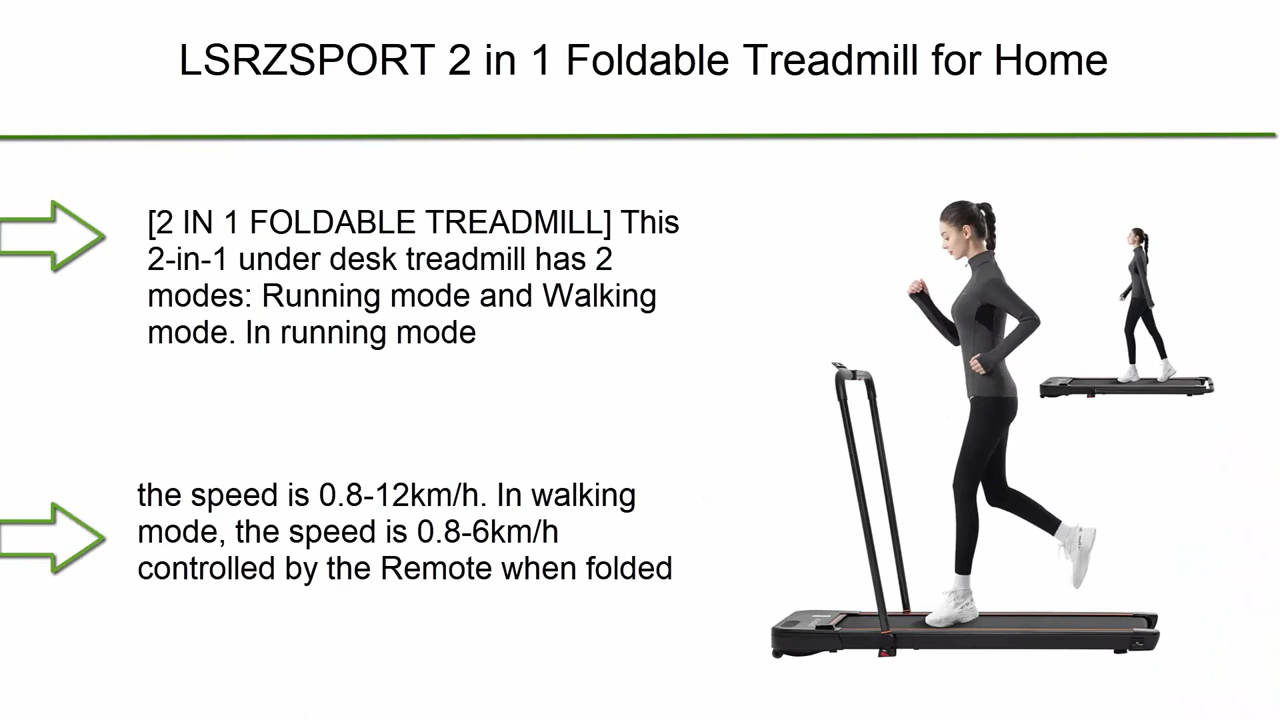 LSRZSPORT 2 in 1 Foldable Treadmill for Home
[2 IN 1 FOLDABLE TREADMILL] This
2-in-1 under desk treadmill has 2
modes: Running mode and Walking
mode. In running mode
the speed is 0.8-12km/h. In walking
mode, the speed is 0.8-6km/h
controlled by the Remote when folded